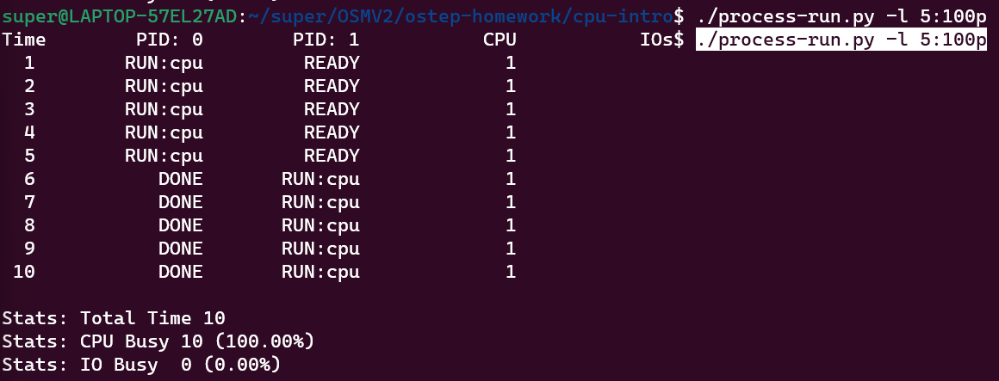 super@LAPTOP-57EL27AD:~/super/OSMV2/ostep-homework/cpu-intro$ ./process-run.py -l 5:100p
Time PID: 0 PID: 1 CPU IOs$ ./process-run.py -l 5:100p
1 RUN:cpu READY 1
2 RUN:cpu READY 1
3 RUN:cpu READY 1
4 RUN:cpu READY 1
5 RUN:cpu READY 1
6 DONE RUN:cpu 1
7 DONE RUN:cpu 1
8 DONE RUN:cpu 1
9 DONE RUN:cpu 1
10 DONE RUN:cpu 1
Stats: Total Time 10
Stats: CPU Busy 10 (100.00%)
Stats: IO Busy 0 (0.00%)